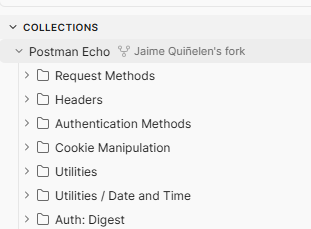 COLLECTIONS
Postman Echo Jaime Quiñelen's fork
Request Methods
Headers
Authentication Methods
Cookie Manipulation
Utilities
Utilities / Date and Time
Auth: Digest